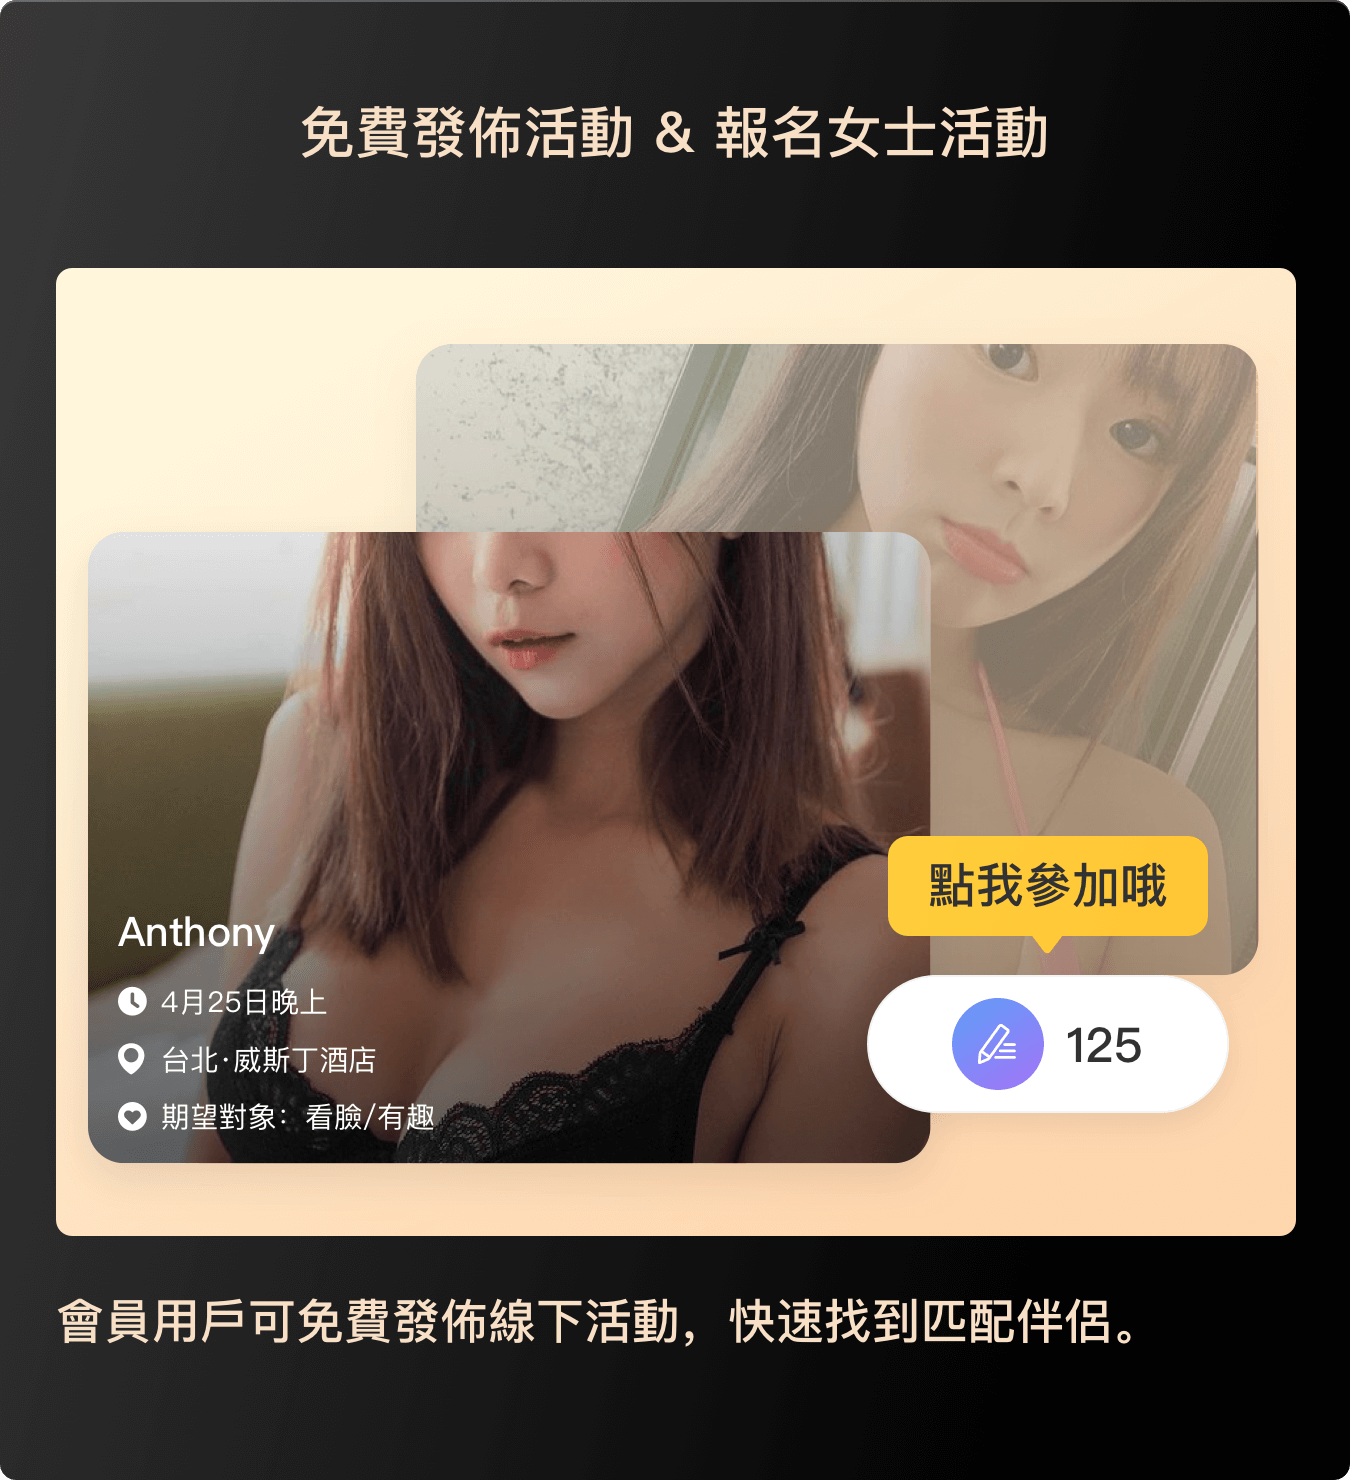 免費發佈活動 & 報名女士活動
Anthony
4月25日晚上
台北·威斯丁酒店
期望對象：看臉/有趣
點我參加哦
125
會員用戶可免費發佈線下活動，快速找到匹配伴侶。